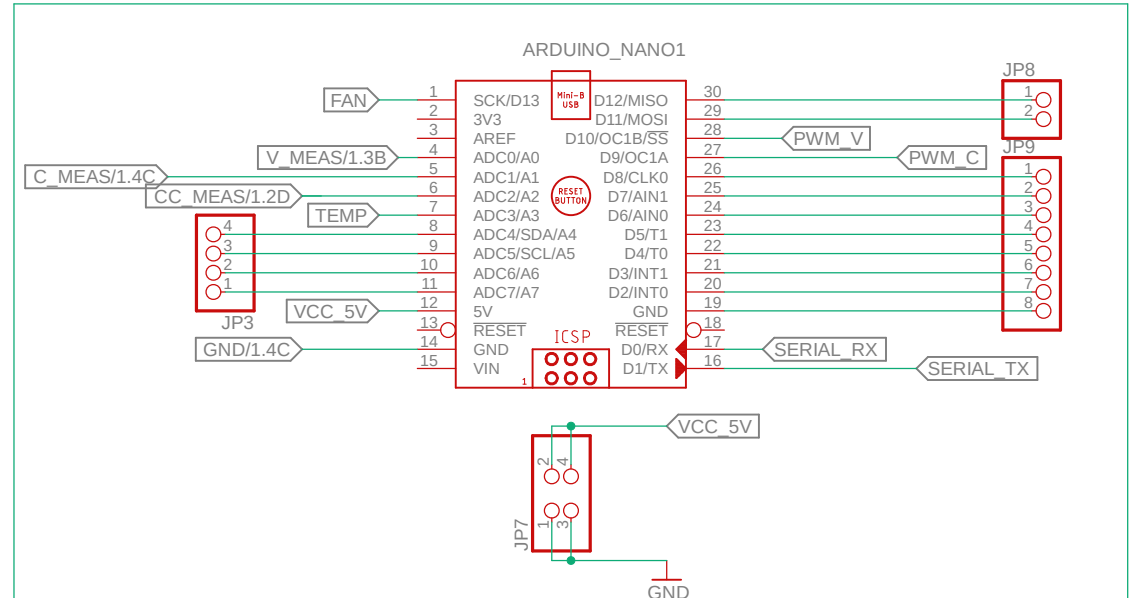 ARDUINO_NANO1
JP8
FAN 1 SCK/D13 Mini-B USB D12/MISO 30 1
2 3V3 D11/MOSI 29 2
3 AREF D10/OC1B/SS 28 PWM_V
JP9
V_MEAS/1.3B 4 ADC0/A0 D9/OC1A 27 PWM_C
C_MEAS/1.4C 5 ADC1/A1 D8/CLK0 26 1
CC_MEAS/1.2D 6 ADC2/A2 RESET BUTTON D7/AIN1 25 2
TEMP 7 ADC3/A3 D6/AIN0 24 3
4 8 ADC4/SDA/A4 D5/T1 23 4
3 9 ADC5/SCL/A5 D4/T0 22 5
2 10 ADC6/A6 D3/INT1 21 6
1 11 ADC7/A7 D2/INT0 20 7
VCC_5V 12 5V GND 19 8
JP3
13 RESET RESET 18
ICSP
GND/1.4C 14 GND D0/RX 17 SERIAL_RX
15 VIN 1 D1/TX 16 SERIAL_TX
VCC_5V
2 4
JP7
1 3
GND